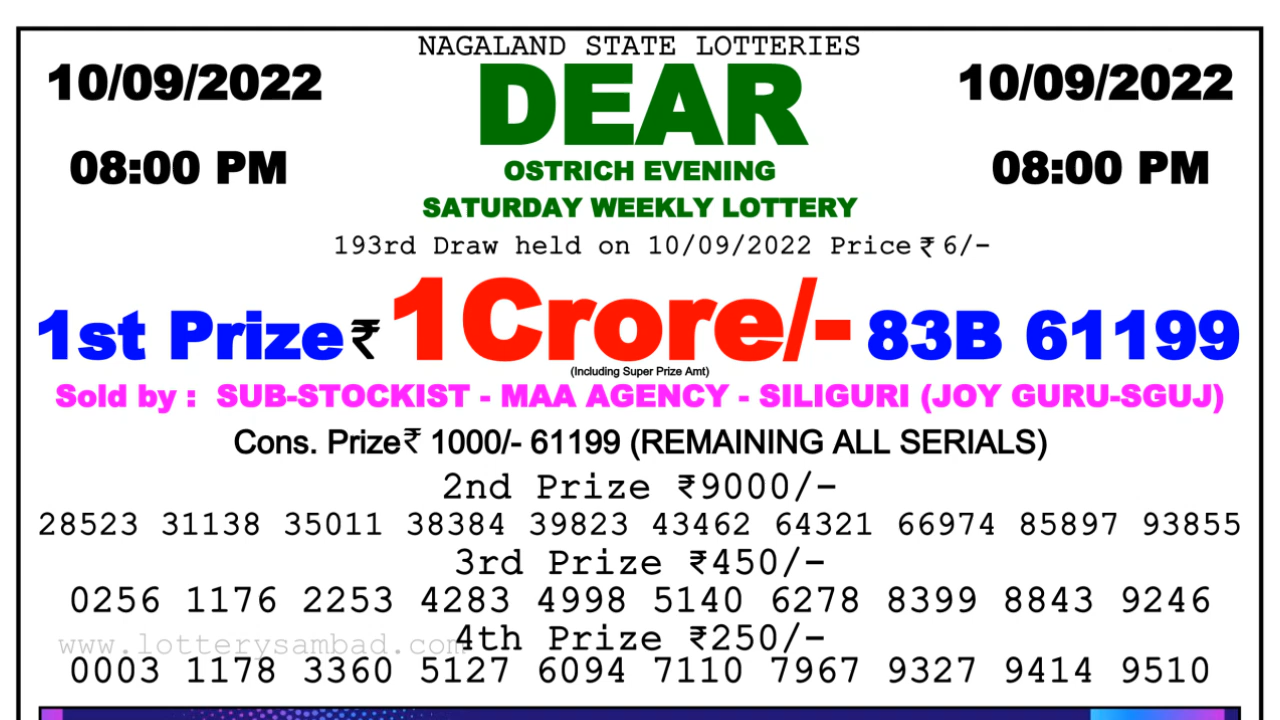 NAGALAND STATE LOTTERIES
10/09/2022 DEAR 10/09/2022
08:00 PM OSTRICH EVENING 08:00 PM
SATURDAY WEEKLY LOTTERY
193rd Draw held on 10/09/2022 Price ₹ 6/-
1st Prize ₹ 1Crore/- 83B 61199
(Including Super Prize Amt)
Sold by : SUB-STOCKIST - MAA AGENCY - SILIGURI (JOY GURU-SGUJ)
Cons. Prize₹ 1000/- 61199 (REMAINING ALL SERIALS)
2nd Prize ₹9000/-
28523 31138 35011 38384 39823 43462 64321 66974 85897 93855
3rd Prize ₹450/-
0256 1176 2253 4283 4998 5140 6278 8399 8843 9246
www.lotterysambad.com
4th Prize ₹250/-
0003 1178 3360 5127 6094 7110 7967 9327 9414 9510